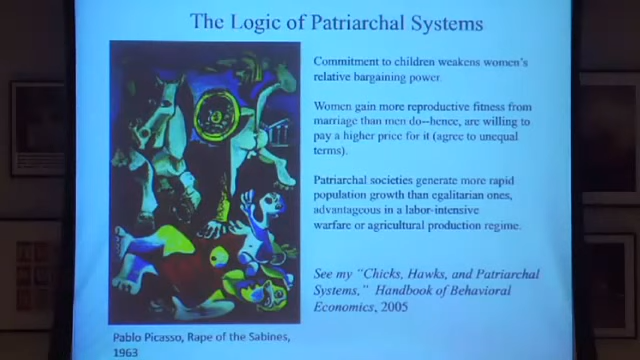 The Logic of Patriarchal Systems
Commitment to children weakens women's
relative bargaining power.
Women gain more reproductive fitness from
marriage than men do--hence, are willing to
pay a higher price for it (agree to unequal
terms).
Patriarchal societies generate more rapid
population growth than egalitarian ones,
advantageous in a labor-intensive
warfare or agricultural production regime.
See my "Chicks, Hawks, and Patriarchal
Systems," Handbook of Behavioral
Economics, 2005
Pablo Picasso, Rape of the Sabines,
1963